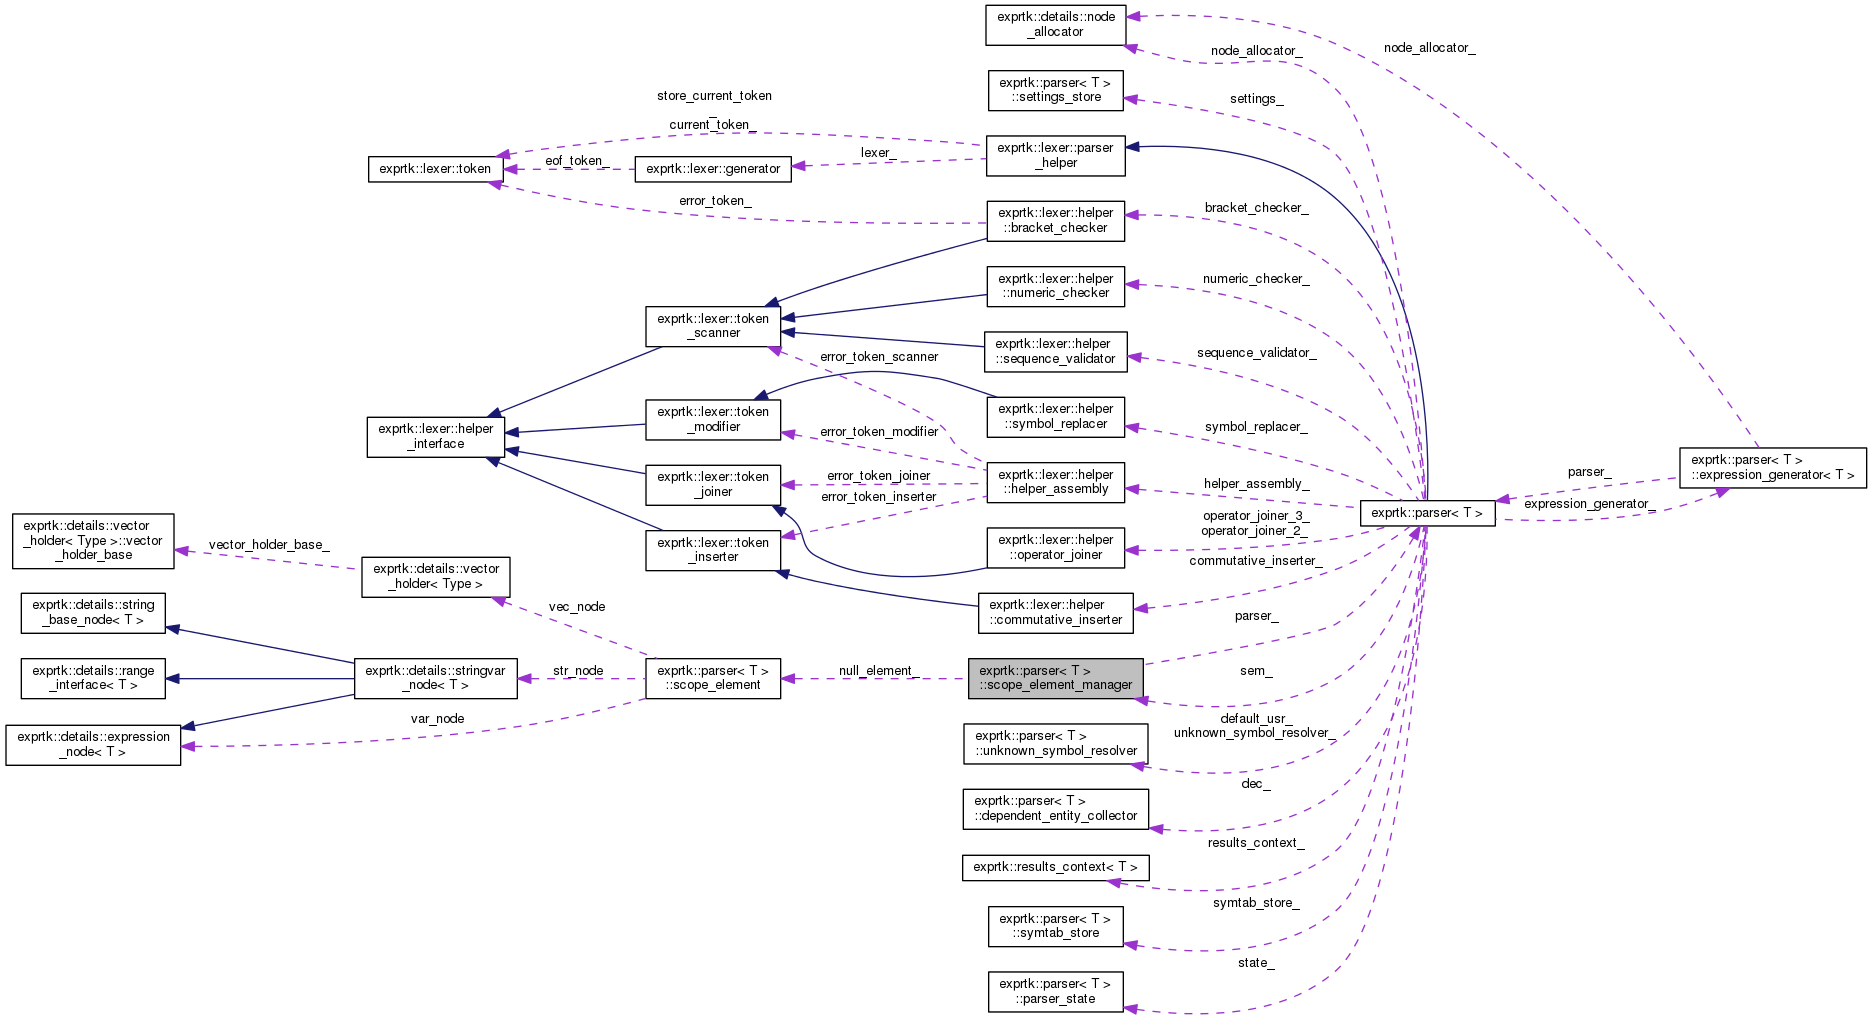 exprtk::details::node
_allocator
node_allocator_
node_allocator_
exprtk::parser< T >
::settings_store
settings_
store_current_token
_
current_token_
exprtk::lexer::parser
_helper
lexer_
eof_token_
exprtk::lexer::token
exprtk::lexer::generator
error_token_
exprtk::lexer::helper
::bracket_checker
bracket_checker_
exprtk::lexer::helper
::numeric_checker
numeric_checker_
exprtk::lexer::token
_scanner
exprtk::lexer::helper
::sequence_validator
sequence_validator_
error_token_scanner
exprtk::lexer::token
_modifier
exprtk::lexer::helper
::symbol_replacer
symbol_replacer_
exprtk::lexer::helper
_interface
error_token_modifier
exprtk::lexer::token
_joiner
error_token_joiner
exprtk::lexer::helper
::helper_assembly
helper_assembly_
error_token_inserter
parser_
exprtk::parser< T >
::expression_generator< T >
expression_generator_
exprtk::parser< T >
operator_joiner_3_
operator_joiner_2_
exprtk::lexer::helper
::operator_joiner
exprtk::lexer::token
_inserter
commutative_inserter_
exprtk::lexer::helper
::commutative_inserter
exprtk::details::vector
_holder< Type >::vector
_holder_base
vector_holder_base_
exprtk::details::vector
_holder< Type >
vec_node
exprtk::details::string
_base_node< T >
exprtk::details::range
_interface< T >
exprtk::details::stringvar
_node< T >
str_node
exprtk::parser< T >
::scope_element
null_element_
exprtk::parser< T >
::scope_element_manager
parser_
sem_
var_node
exprtk::details::expression
_node< T >
default_usr_
unknown_symbol_resolver_
exprtk::parser< T >
::unknown_symbol_resolver
dec_
exprtk::parser< T >
::dependent_entity_collector
results_context_
exprtk::results_context< T >
symtab_store_
exprtk::parser< T >
::symtab_store
state_
exprtk::parser< T >
::parser_state